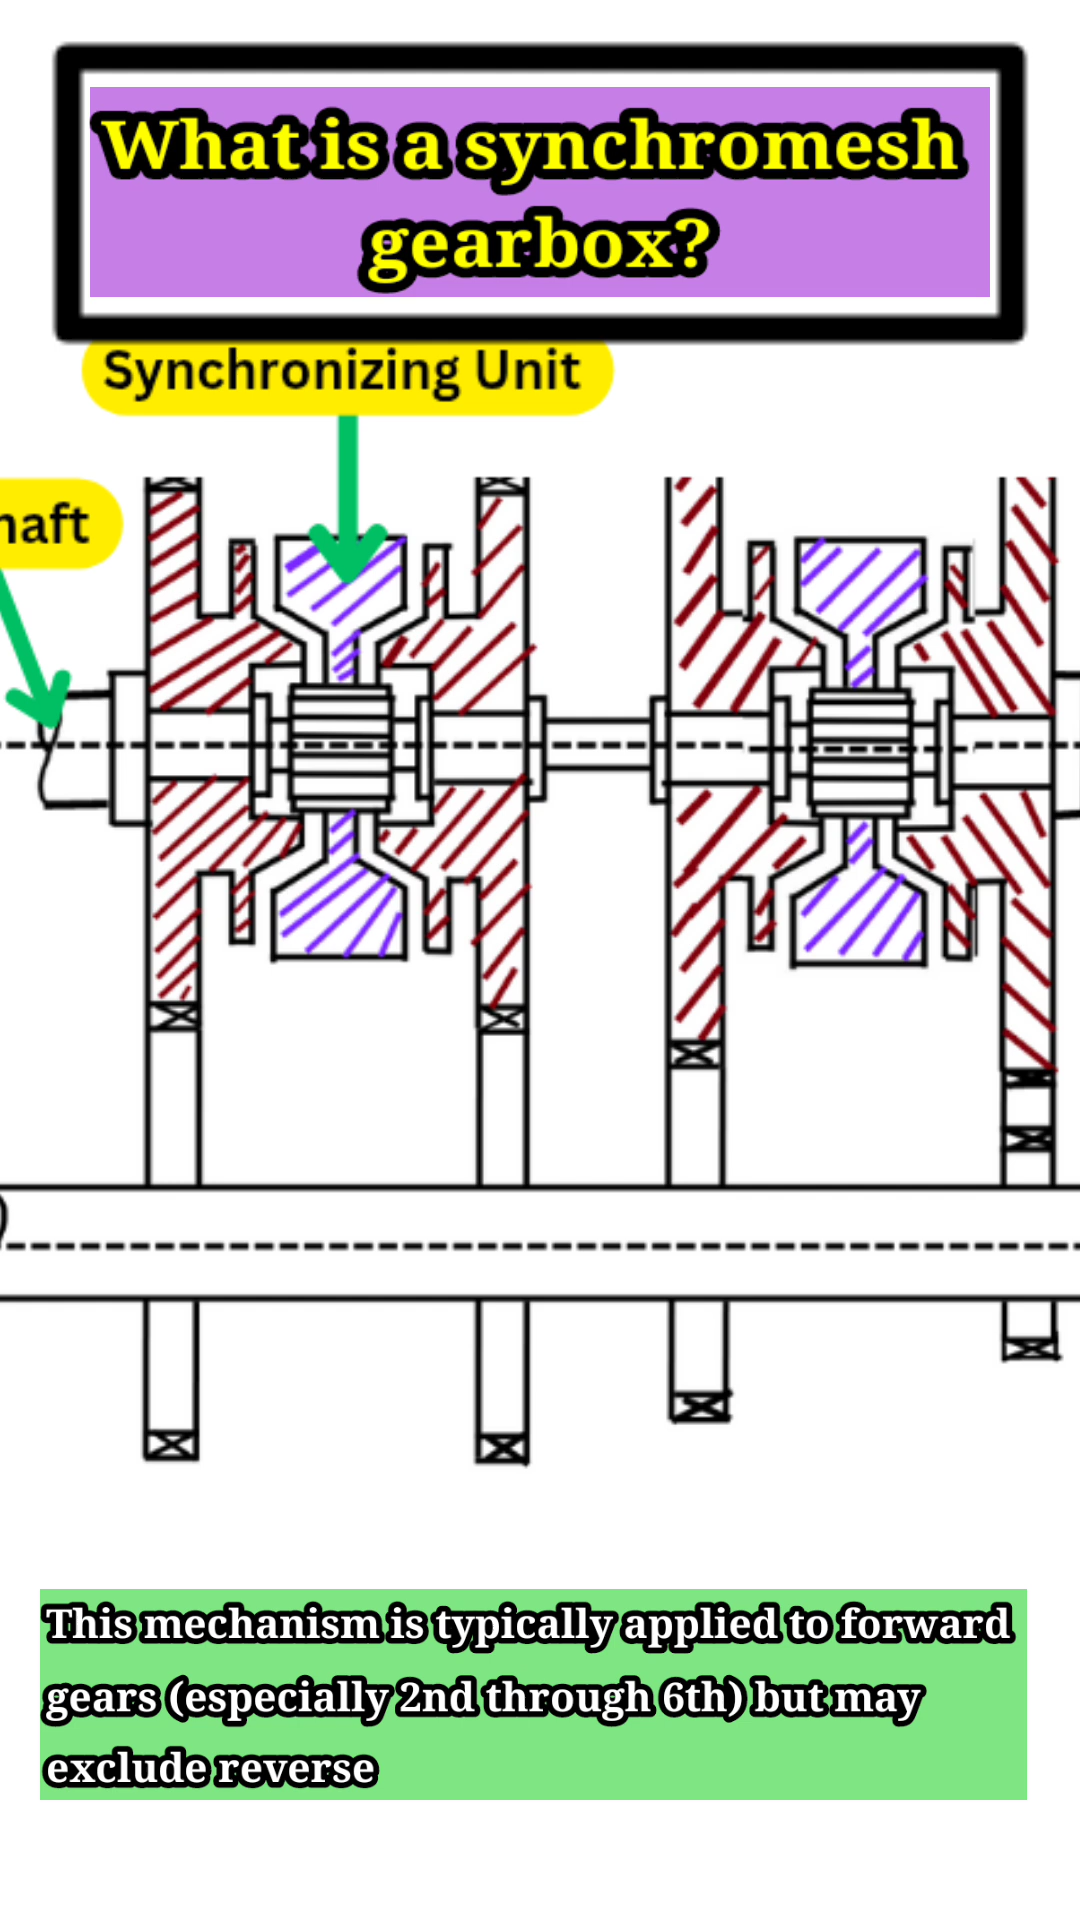 What is a synchromesh
gearbox?
Synchronizing Unit
haft
This mechanism is typically applied to forward
gears (especially 2nd through 6th) but may
exclude reverse